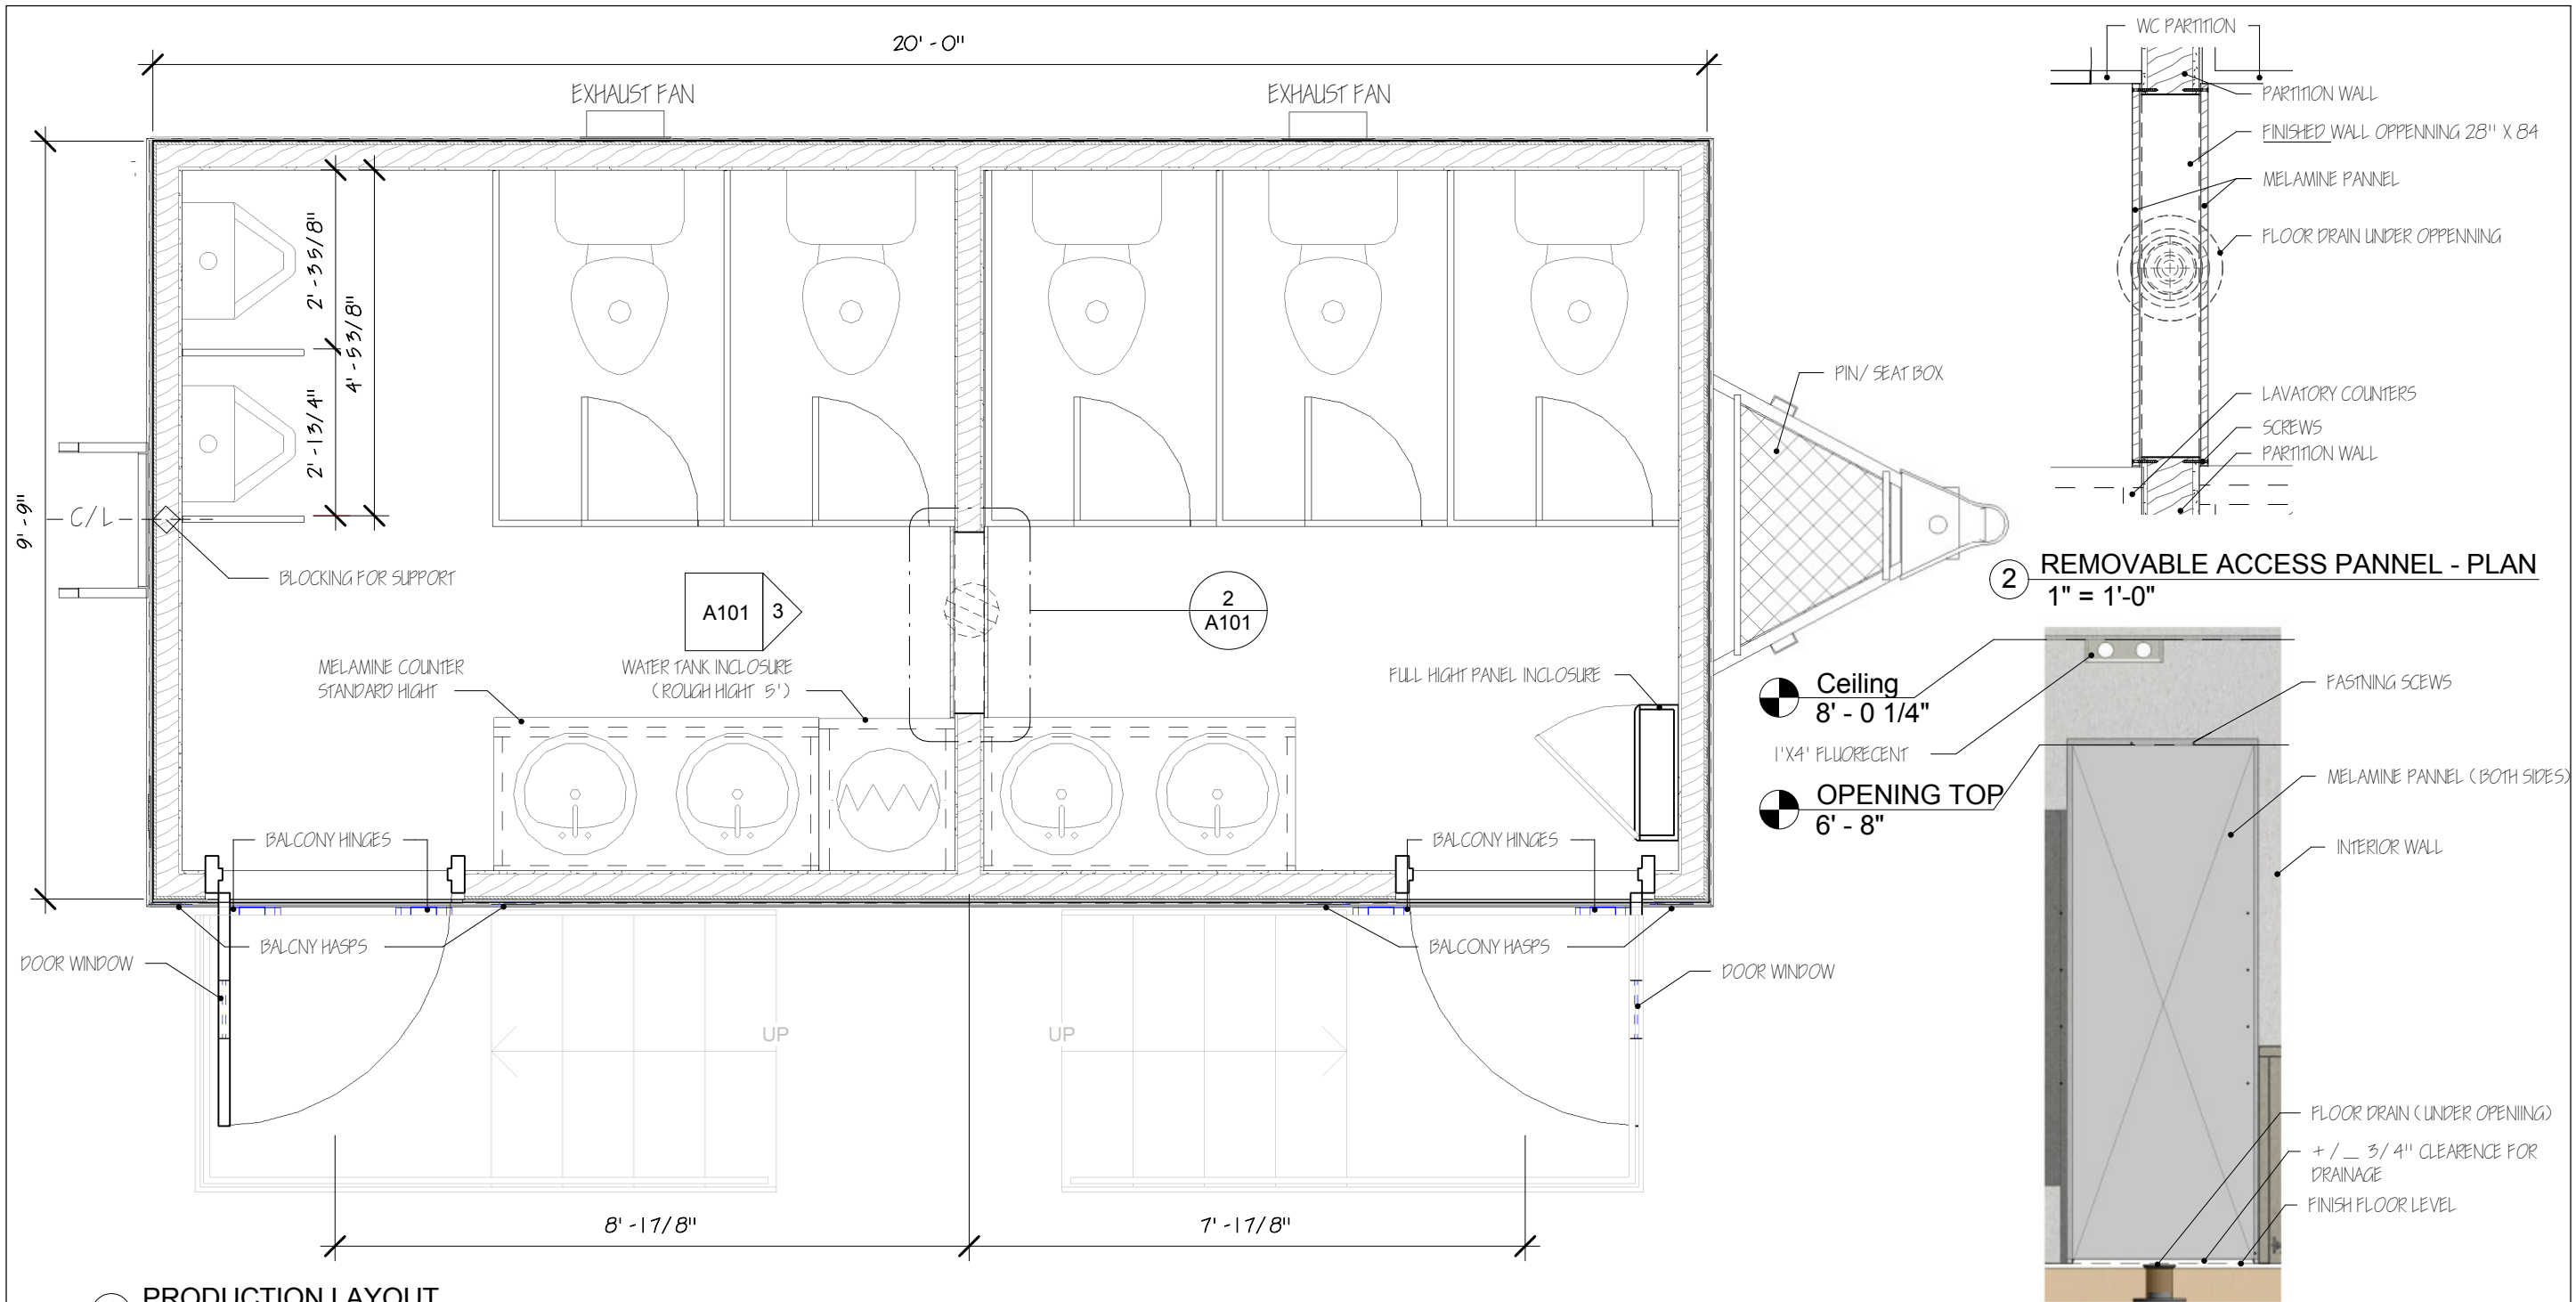 20' - 0"
EXHAUST FAN
EXHAUST FAN
9' - 9"
2' - 3 5/8"
4' - 5 3/8"
2' - 1 3/4"
C/L
BLOCKING FOR SUPPORT
A101
3
2
A101
PIN/ SEAT BOX
MELAMINE COUNTER
STANDARD HIGHT
WATER TANK INCLOSURE
( ROUGH HIGHT 5')
FULL HIGHT PANEL INCLOSURE
BALCONY HINGES
BALCONY HINGES
BALCNY HASPS
BALCONY HASPS
DOOR WINDOW
DOOR WINDOW
UP
UP
8' - 1 7/8"
7' - 1 7/8"
PRODUCTION LAYOUT
WC PARTITION
PARTITION WALL
FINISHED WALL OPPENNING 28" X 84
MELAMINE PANNEL
FLOOR DRAIN UNDER OPPENNING
LAVATORY COUNTERS
SCREWS
PARTITION WALL
2
REMOVABLE ACCESS PANNEL - PLAN
1" = 1'-0"
Ceiling
8' - 0 1/4"
1'X4' FLUORECENT
OPENING TOP
6' - 8"
FASTNING SCEWS
MELAMINE PANNEL ( BOTH SIDES)
INTERIOR WALL
FLOOR DRAIN ( UNDER OPENIING)
+ / _ 3/4" CLEARENCE FOR
DRAINAGE
FINISH FLOOR LEVEL